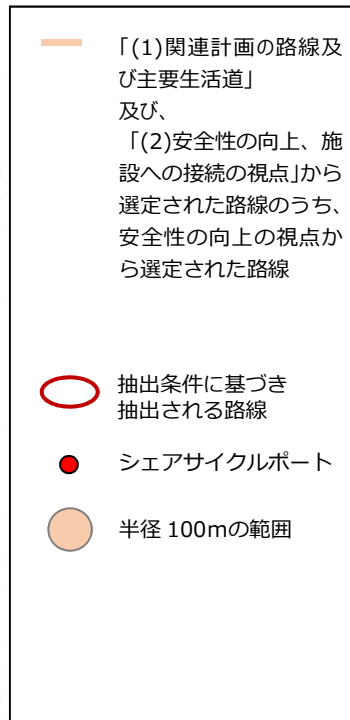 「(1)関連計画の路線及
び主要生活道」
及び、
「(2)安全性の向上、施
設への接続の視点」から
選定された路線のうち、
安全性の向上の視点か
ら選定された路線
抽出条件に基づき
抽出される路線
シェアサイクルポート
半径 100mの範囲